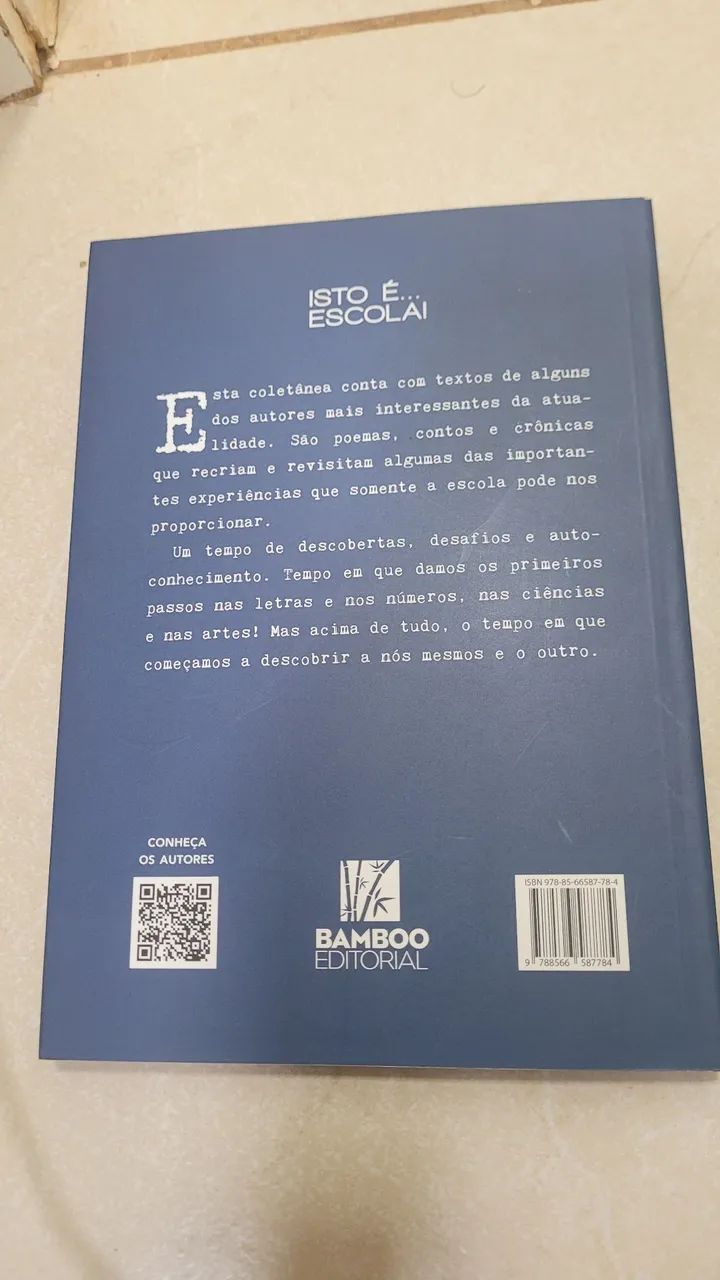 ISTO É...
ESCOLA!
Esta coletânea conta com textos de alguns
dos autores mais interessantes da atua-
lidade. São poemas, contos e crônicas
que recriam e revisitam algumas das importan-
tes experiências que somente a escola pode nos
proporcionar.
Um tempo de descobertas, desafios e auto-
conhecimento. Tempo em que damos os primeiros
passos nas letras e nos números, nas ciências
e nas artes! Mas acima de tudo, o tempo em que
começamos a descobrir a nós mesmos e o outro.
CONHEÇA
OS AUTORES
BAMBOO
EDITORIAL
ISBN 978-85-66587-78-4
9 788566 587784